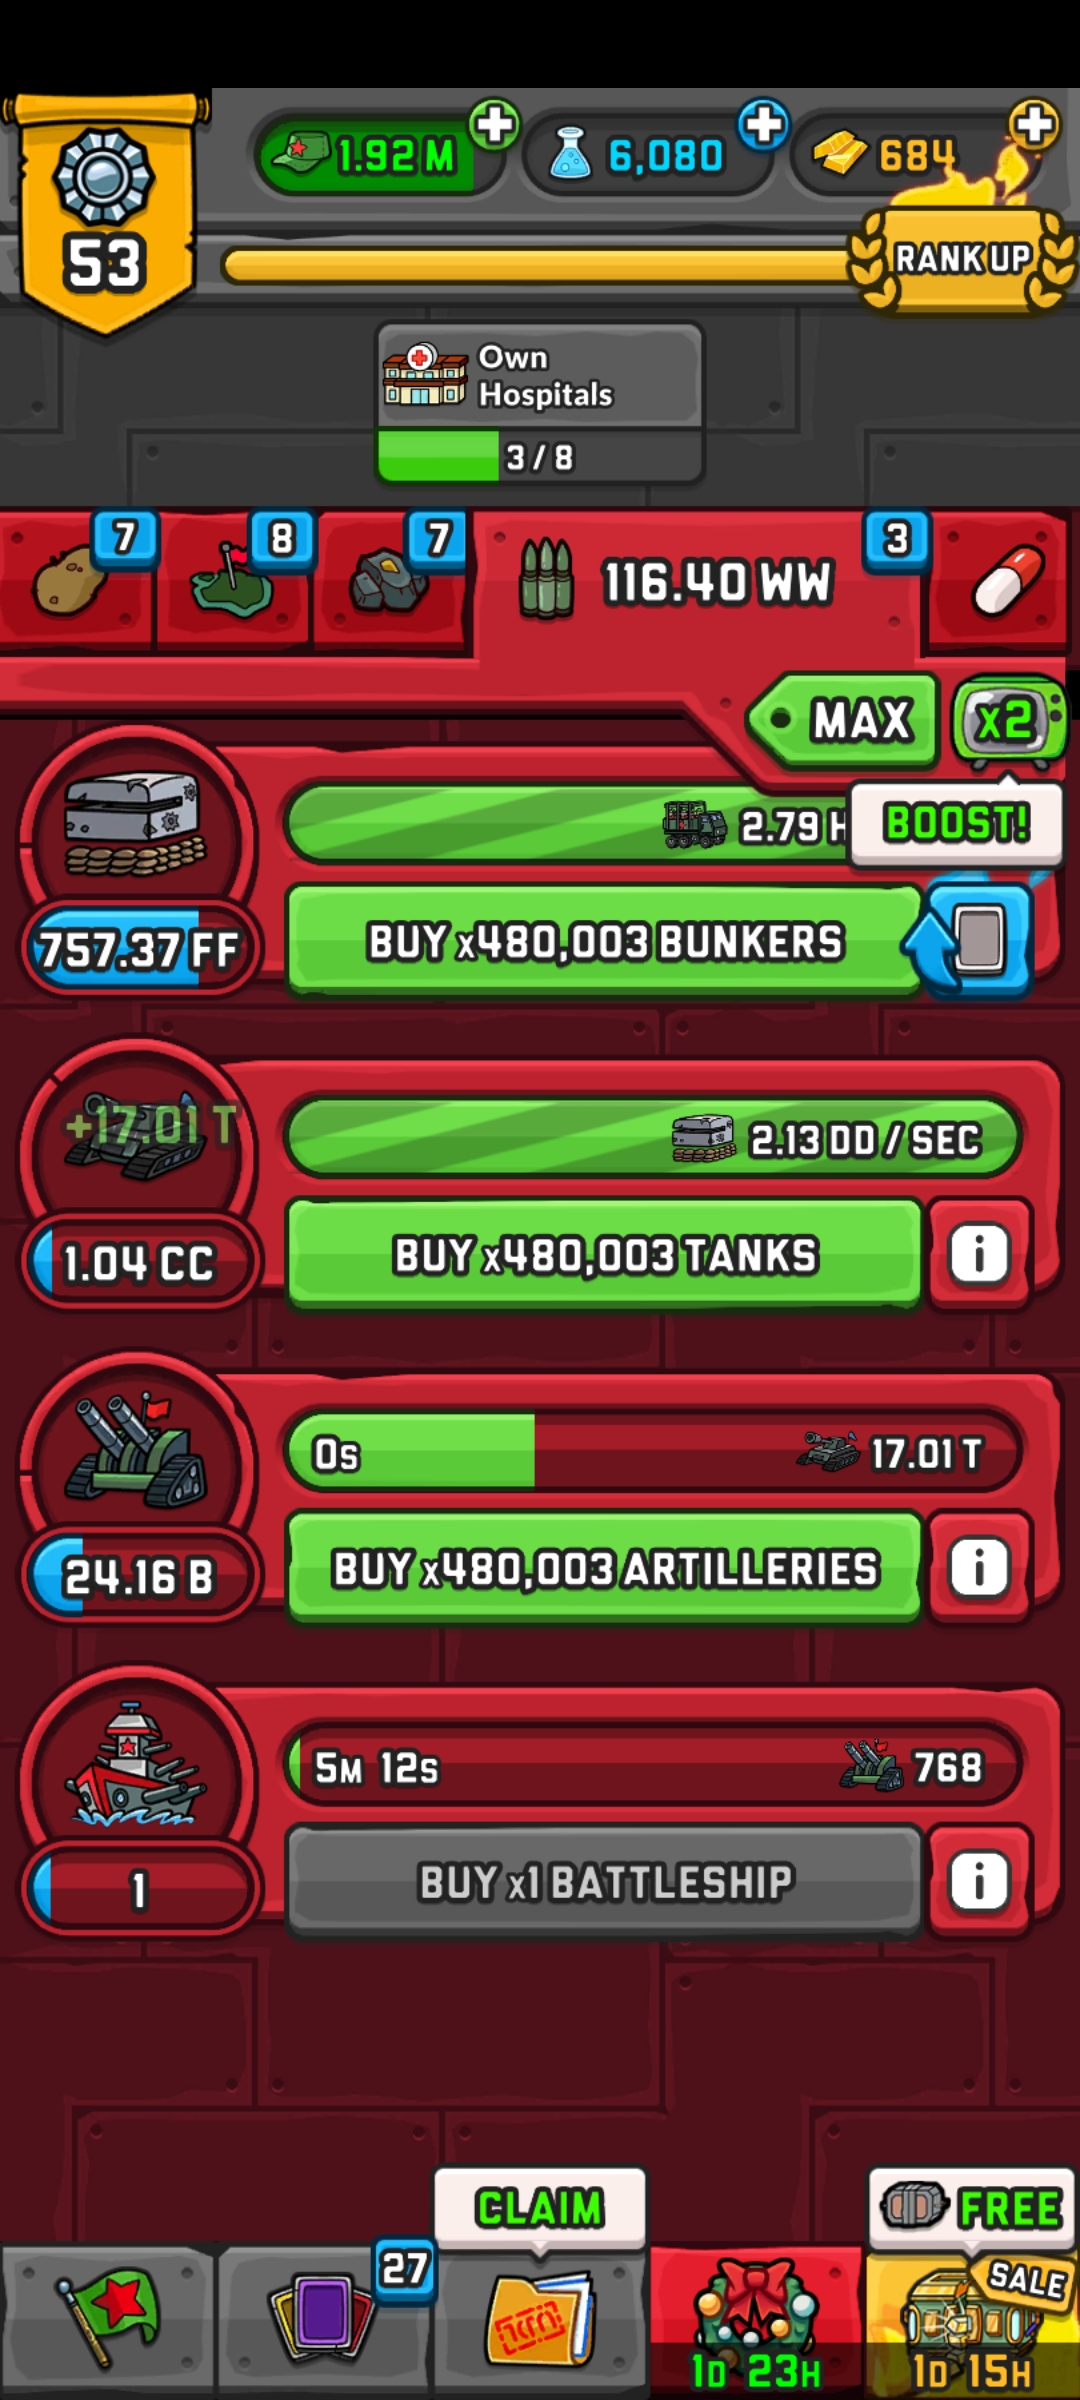 53
1.92 M
6,080
684
RANK UP
Own
Hospitals
3 / 8
7
8
7
116.40 WW
3
MAX
x2
2.79 H
BOOST!
757.37 FF
BUY x480,003 BUNKERS
+17.01 T
2.13 DD / SEC
1.04 CC
BUY x480,003 TANKS
i
0s
17.01 T
24.16 B
BUY x480,003 ARTILLERIES
i
5M 12s
768
1
BUY x1 BATTLESHIP
i
CLAIM
FREE
27
SALE
1D 23H
1D 15H